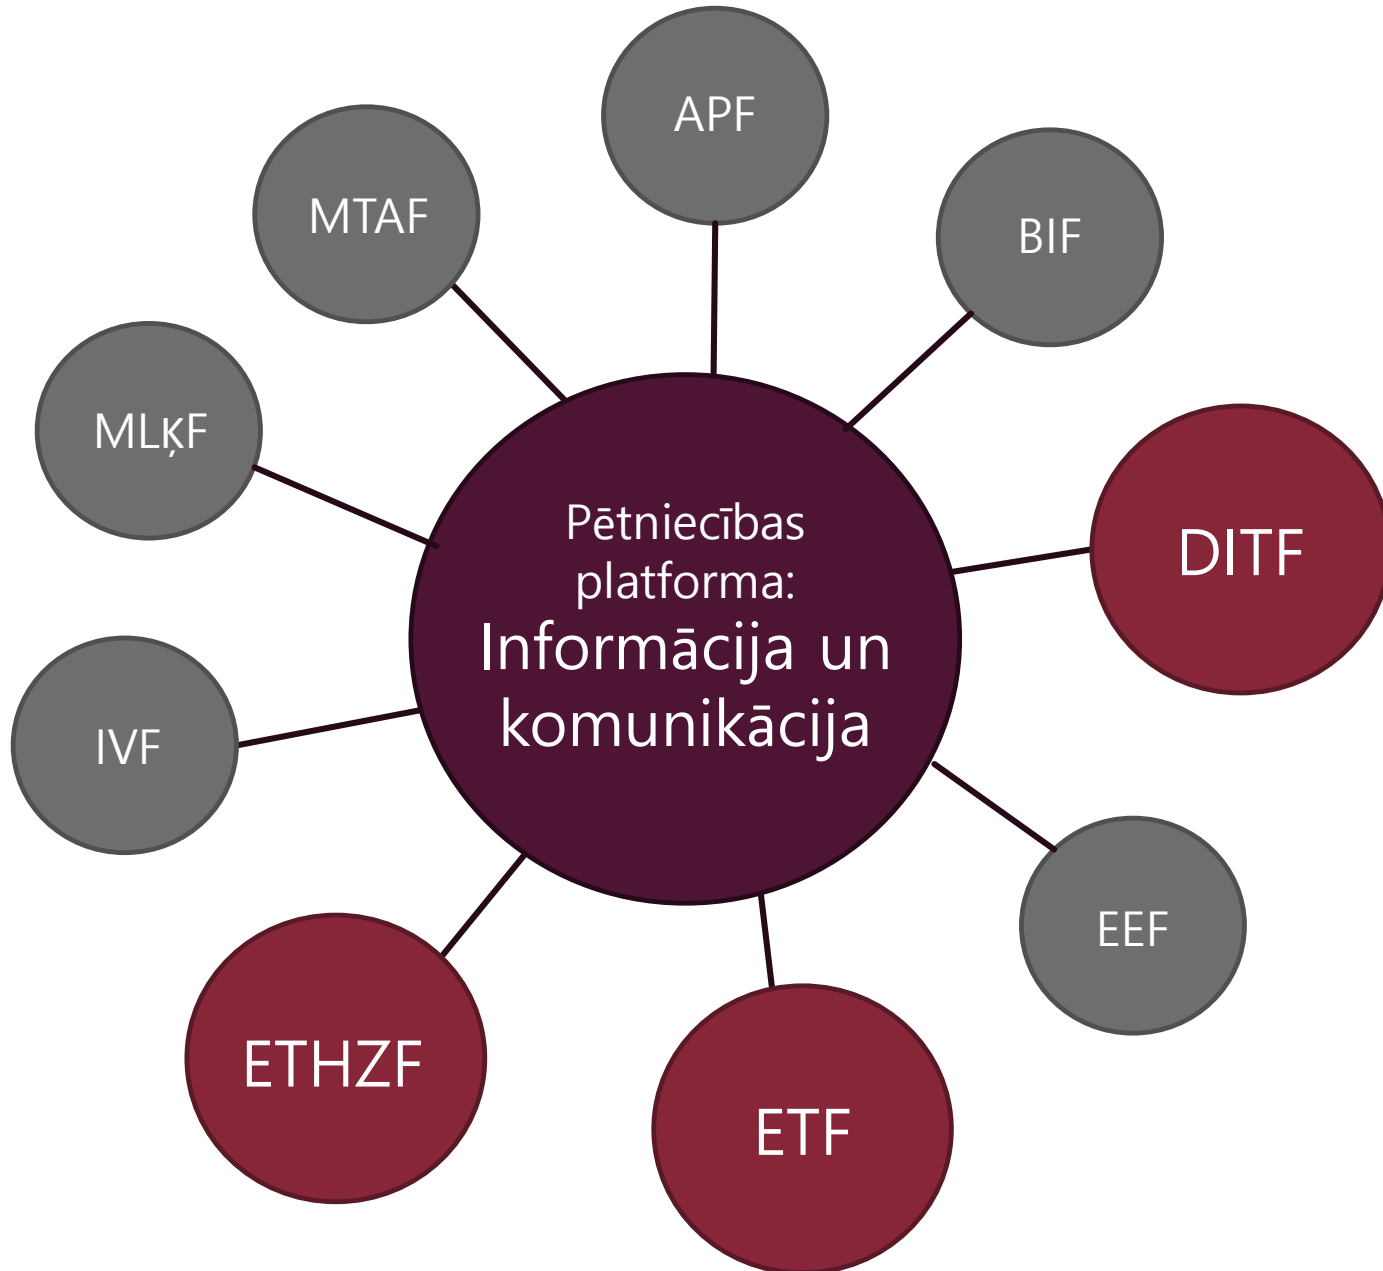 APF
MTAF
BIF
MLĶF
Pētniecības
platforma:
Informācija un
komunikācija
DITF
IVF
EEF
ETHZF
ETF